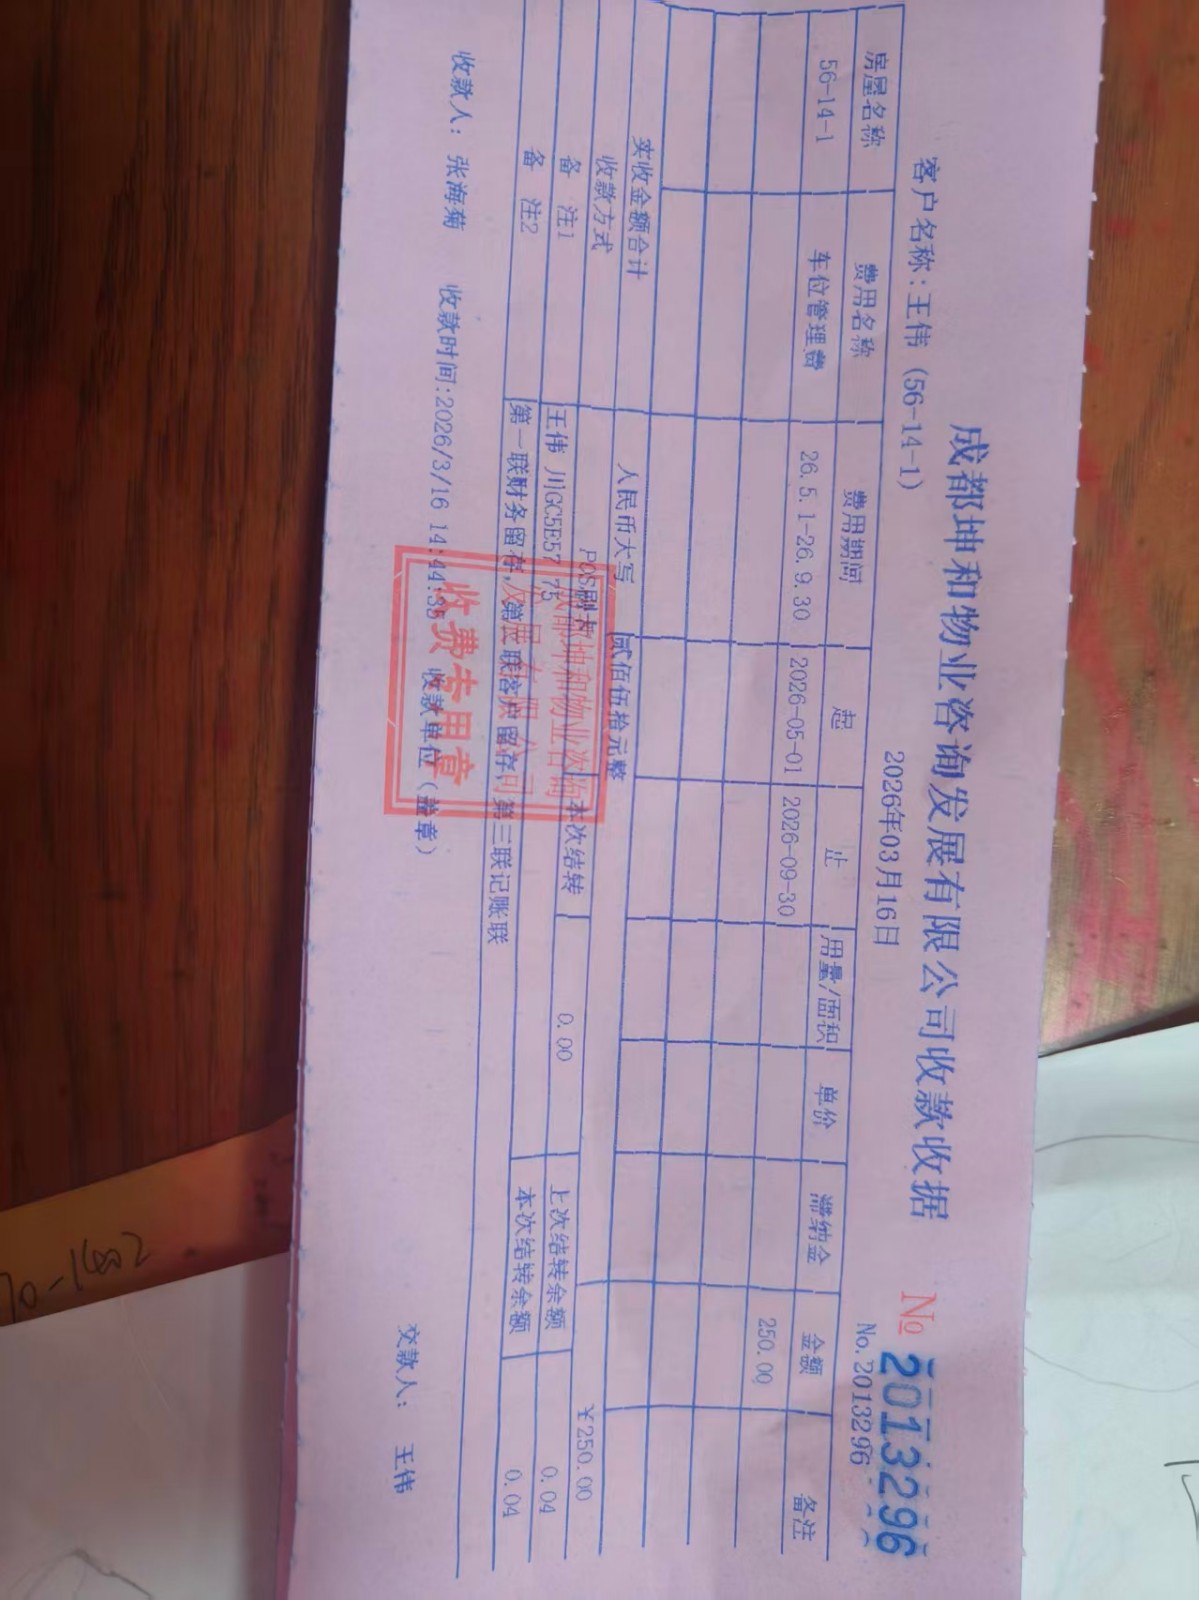 成都坤和物业咨询发展有限公司收款收据
№ 2013296
2026年03月16日
No. 2013296
客户名称:王伟 (56-14-1)
房屋名称 费用名称 费用期间 起 止 用量/面积 单价 滞纳金 金额 备注
56-14-1 车位管理费 26.5.1-26.9.30 2026-05-01 2026-09-30 250.00
实收金额合计 人民币大写 贰佰伍拾元整 ¥250.00
收款方式 POS刷卡 本次结转 0.00 上次结转余额 0.04
备 注1 王伟 川GC5E57 75 本次结转余额 0.04
备 注2 第一联财务留存,第二联客户留存,第三联记账联
收款人: 张海菊 收款时间:2026/3/16 14:44:35 收款单位(盖章) 交款人: 王伟
成都坤和物业咨询
发展有限公司
收费专用章